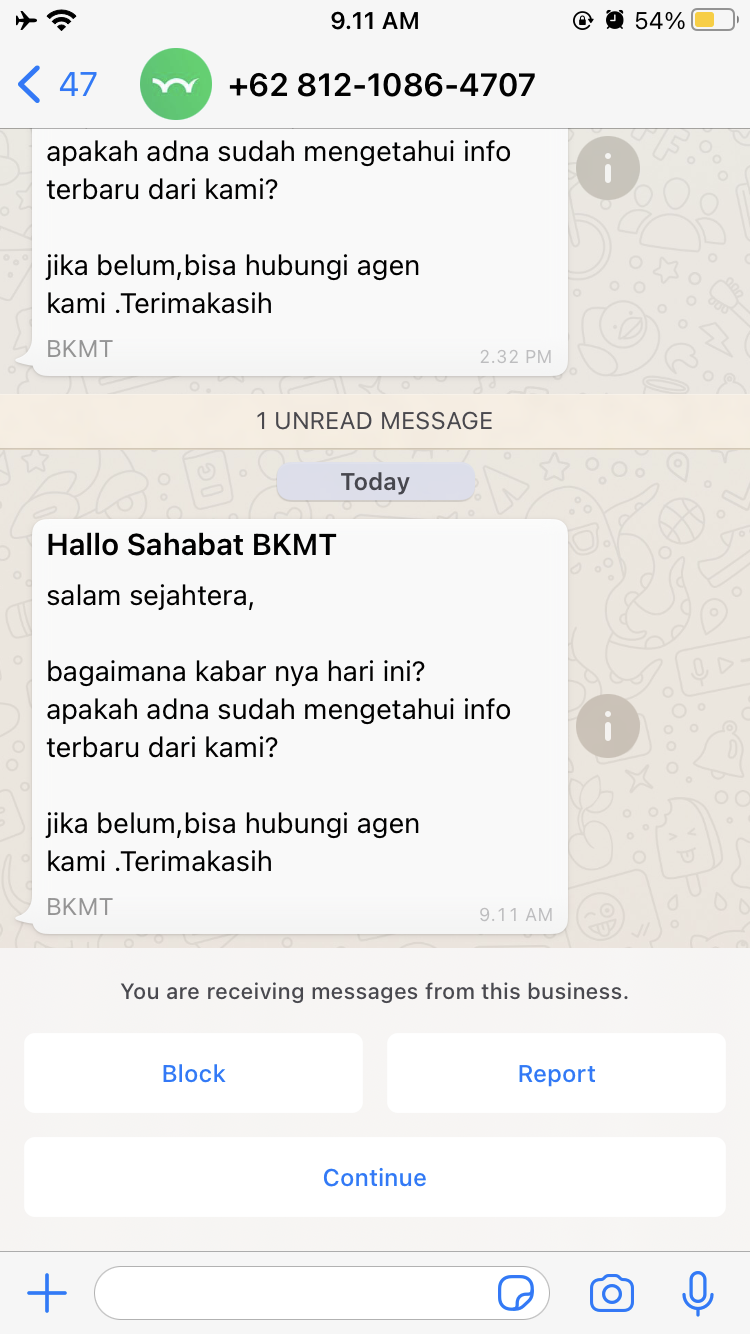 9.11 AM
54%
47
+62 812-1086-4707
apakah adna sudah mengetahui info
terbaru dari kami?
jika belum,bisa hubungi agen
kami .Terimakasih
BKMT
2.32 PM
1 UNREAD MESSAGE
Today
Hallo Sahabat BKMT
salam sejahtera,
bagaimana kabar nya hari ini?
apakah adna sudah mengetahui info
terbaru dari kami?
jika belum,bisa hubungi agen
kami .Terimakasih
BKMT
9.11 AM
You are receiving messages from this business.
Block
Report
Continue